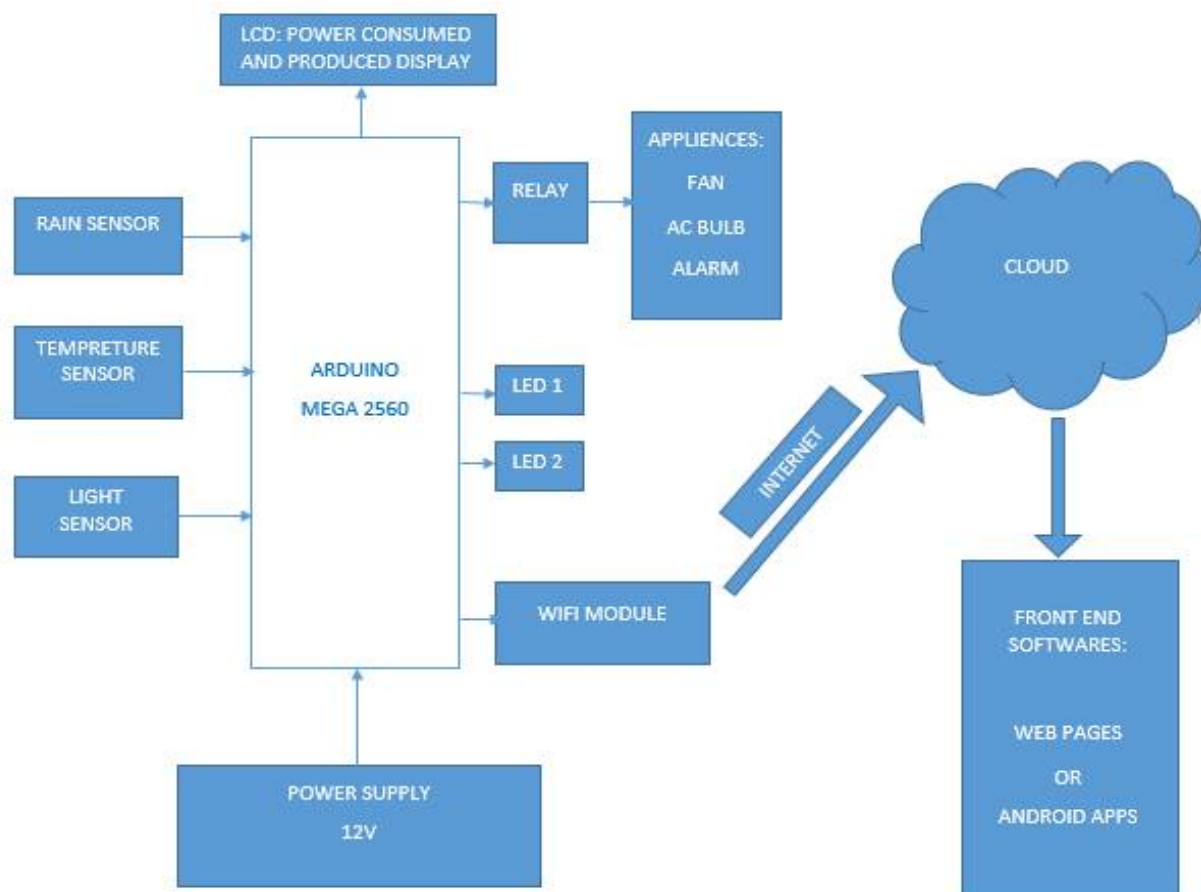 LCD: POWER CONSUMED
AND PRODUCED DISPLAY
RAIN SENSOR
TEMPRETURE
SENSOR
LIGHT
SENSOR
ARDUINO
MEGA 2560
POWER SUPPLY
12V
RELAY
APPLIENCES:
FAN
AC BULB
ALARM
LED 1
LED 2
WIFI MODULE
INTERNET
CLOUD
FRONT END
SOFTWARES:
WEB PAGES
OR
ANDROID APPS